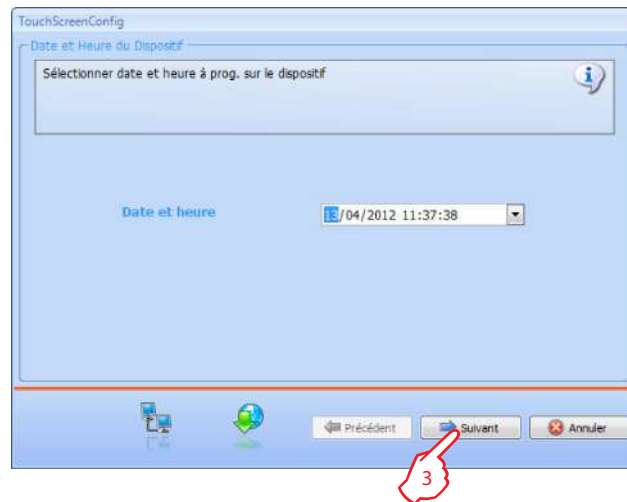 TouchScreenConfig
Date et Heure du Dispositif
Sélectionner date et heure à prog. sur le dispositif
Date et heure 13/04/2012 11:37:38
Précédent Suivant Annuler
3